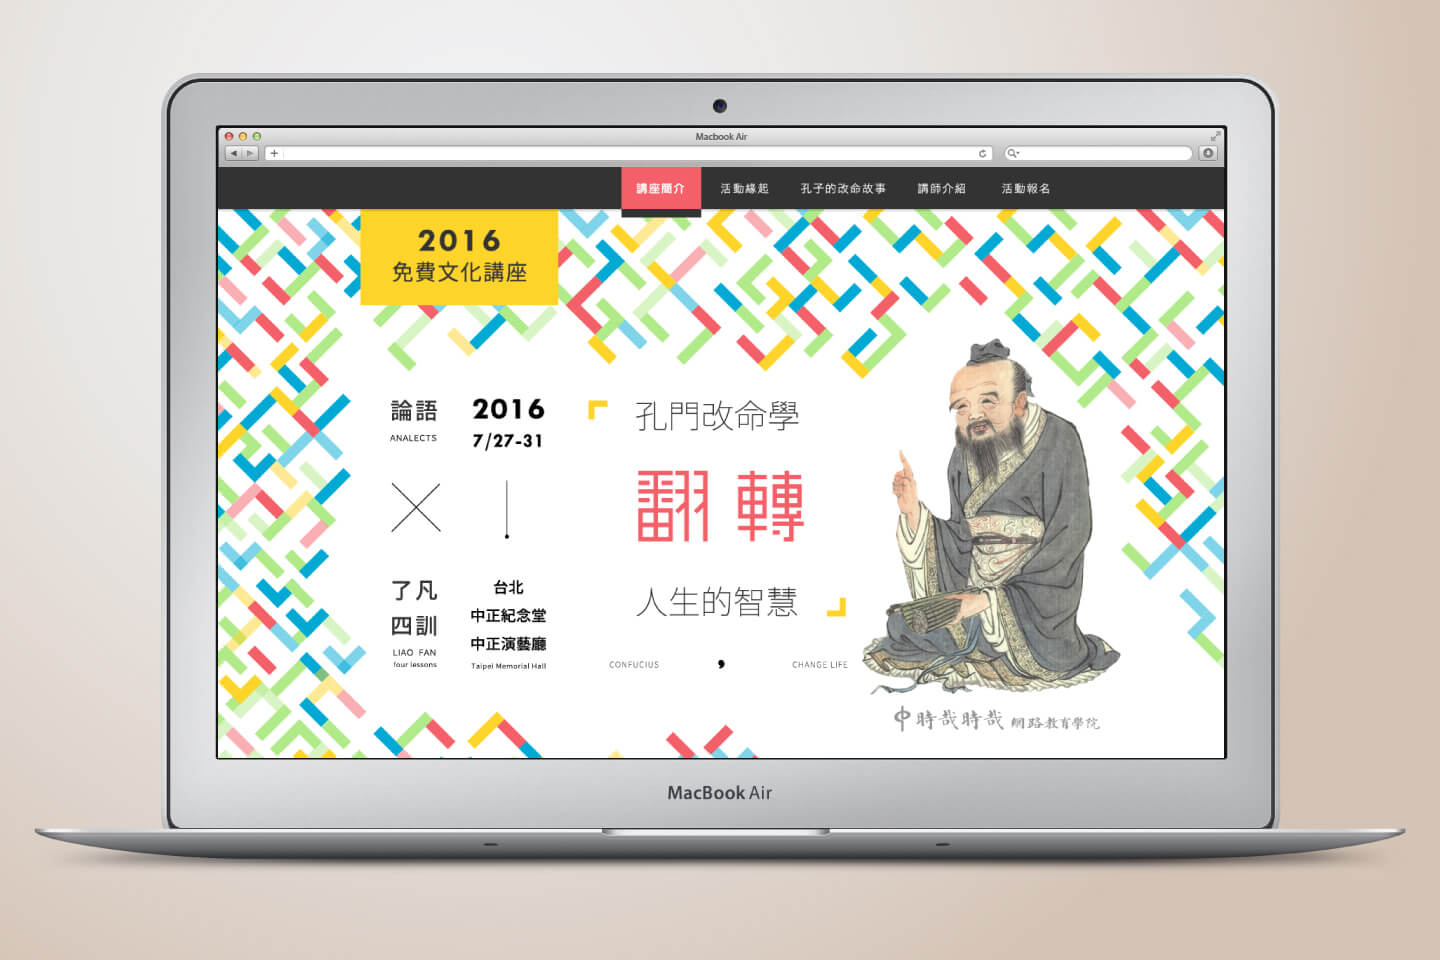 Macbook Air
講座簡介 活動緣起 孔子的改命故事 講師介紹 活動報名
2016
免費文化講座
論語
ANALECTS
2016
7/27-31
了凡
四訓
LIAO FAN
four lessons
台北
中正紀念堂
中正演藝廳
Taipei Memorial Hall
孔門改命學
翻轉
人生的智慧
CONFUCIUS , CHANGE LIFE
時哉時哉 網路教育學院
MacBook Air